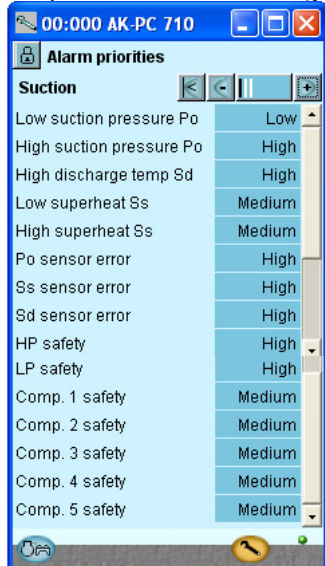 00:000 AK-PC 710
Alarm priorities
Suction
Low suction pressure Po Low
High suction pressure Po High
High discharge temp Sd High
Low superheat Ss Medium
High superheat Ss Medium
Po sensor error High
Ss sensor error High
Sd sensor error High
HP safety High
LP safety High
Comp. 1 safety Medium
Comp. 2 safety Medium
Comp. 3 safety Medium
Comp. 4 safety Medium
Comp. 5 safety Medium